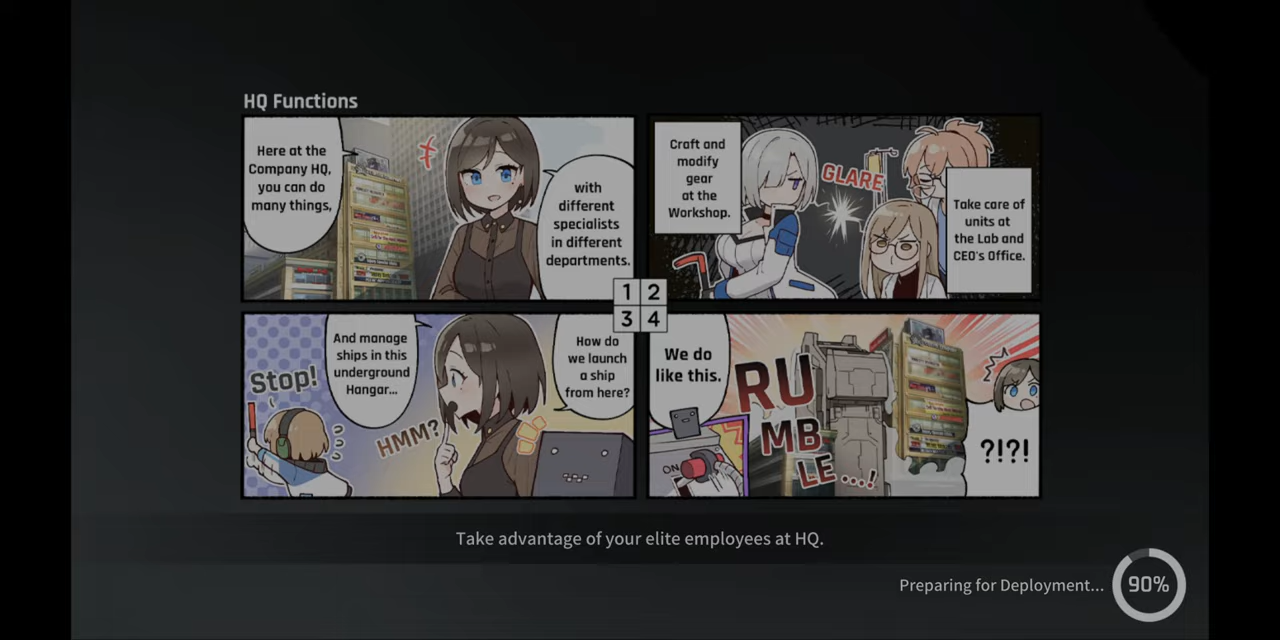 HQ Functions
Here at the
Company HQ,
you can do
many things,
with
different
specialists
in different
departments.
Craft and
modify
gear
at the
Workshop.
GLARE
Take care of
units at
the Lab and
CEO's Office.
1 2
3 4
Stop!
And manage
ships in this
underground
Hangar...
HMM?
How do
we launch
a ship
from here?
We do
like this.
ON
RU
MB
LE...!
?!?!
Take advantage of your elite employees at HQ.
Preparing for Deployment...
90%